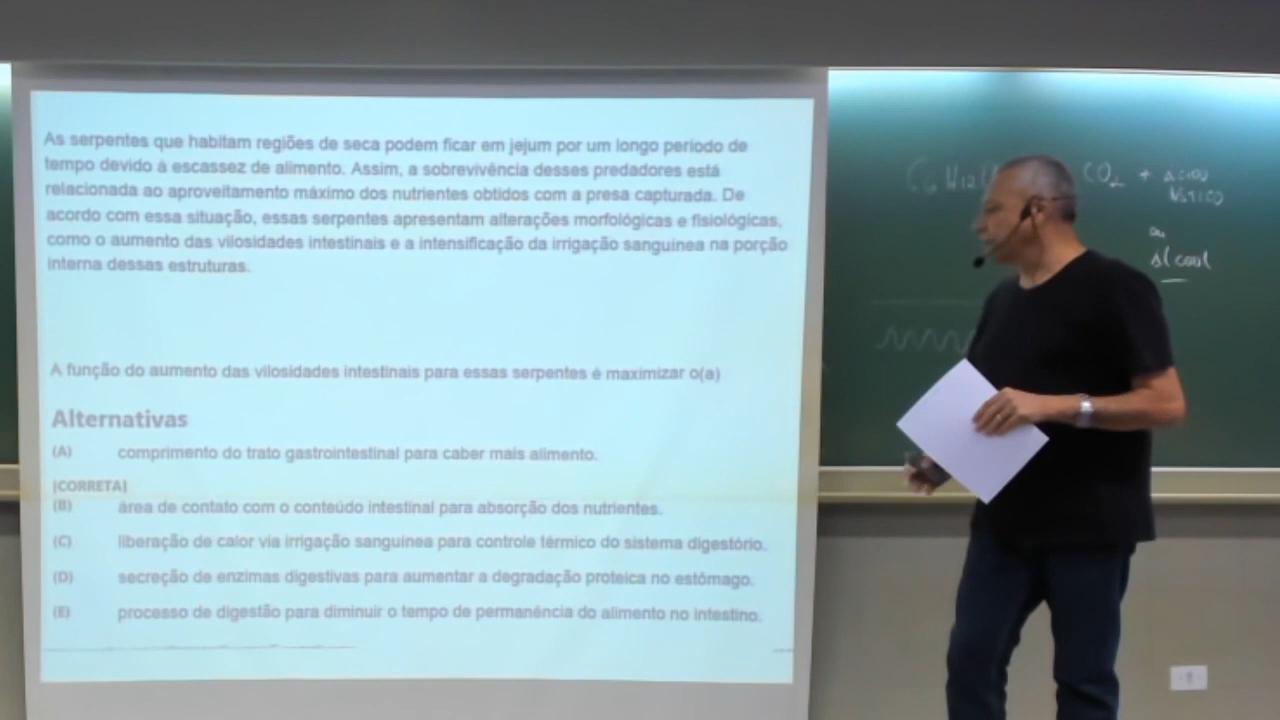 As serpentes que habitam regiões de seca podem ficar em jejum por um longo período de
tempo devido à escassez de alimento. Assim, a sobrevivência desses predadores está
relacionada ao aproveitamento máximo dos nutrientes obtidos com a presa capturada. De
acordo com essa situação, essas serpentes apresentam alterações morfológicas e fisiológicas,
como o aumento das vilosidades intestinais e a intensificação da irrigação sanguínea na porção
interna dessas estruturas.
A função do aumento das vilosidades intestinais para essas serpentes é maximizar o(a)
Alternativas
(A) comprimento do trato gastrointestinal para caber mais alimento.
[CORRETA]
(B) área de contato com o conteúdo intestinal para absorção dos nutrientes.
(C) liberação de calor via irrigação sanguínea para controle térmico do sistema digestório.
(D) secreção de enzimas digestivas para aumentar a degradação proteica no estômago.
(E) processo de digestão para diminuir o tempo de permanência do alimento no intestino.
C6H12 CO2 +